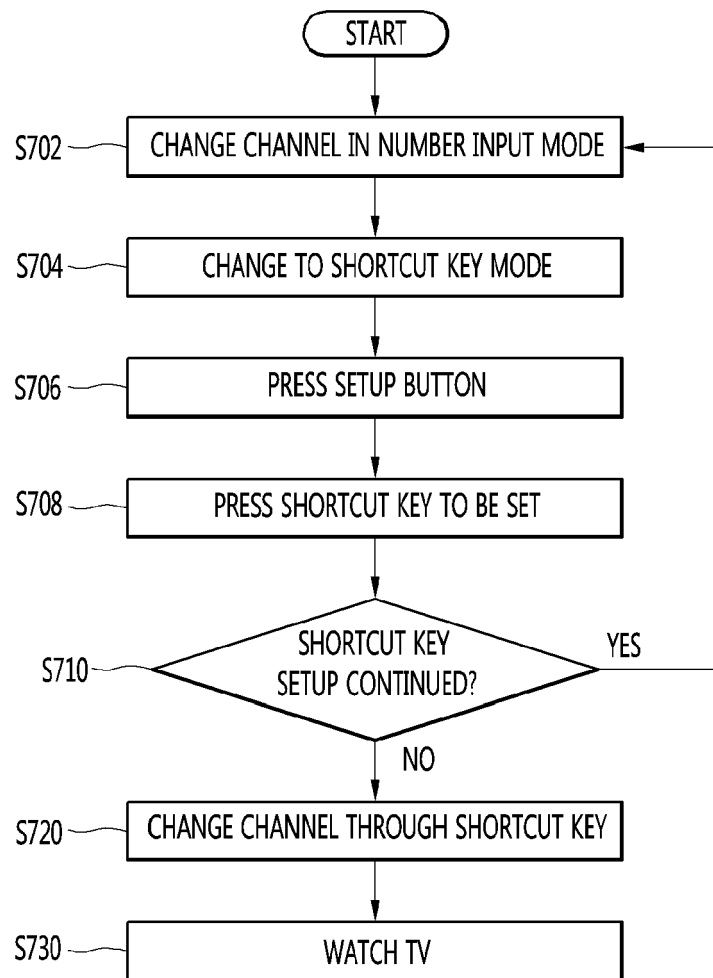 START
S702
CHANGE CHANNEL IN NUMBER INPUT MODE
S704
CHANGE TO SHORTCUT KEY MODE
S706
PRESS SETUP BUTTON
S708
PRESS SHORTCUT KEY TO BE SET
S710
SHORTCUT KEY
SETUP CONTINUED?
YES
NO
S720
CHANGE CHANNEL THROUGH SHORTCUT KEY
S730
WATCH TV